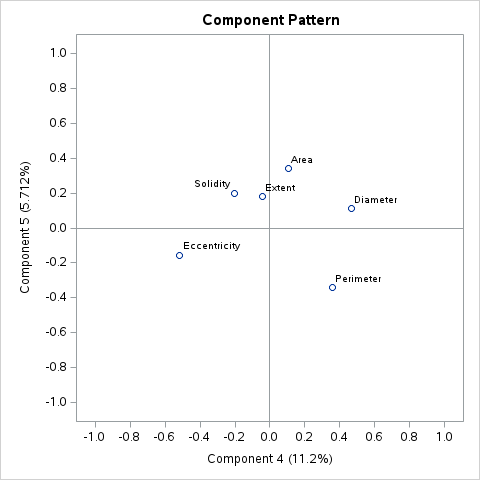 Component Pattern
1.0
0.8
0.6
0.4
0.2
0.0
-0.2
-0.4
-0.6
-0.8
-1.0
Component 5 (5.712%)
Area
Solidity
Extent
Diameter
Eccentricity
Perimeter
-1.0 -0.8 -0.6 -0.4 -0.2 0.0 0.2 0.4 0.6 0.8 1.0
Component 4 (11.2%)